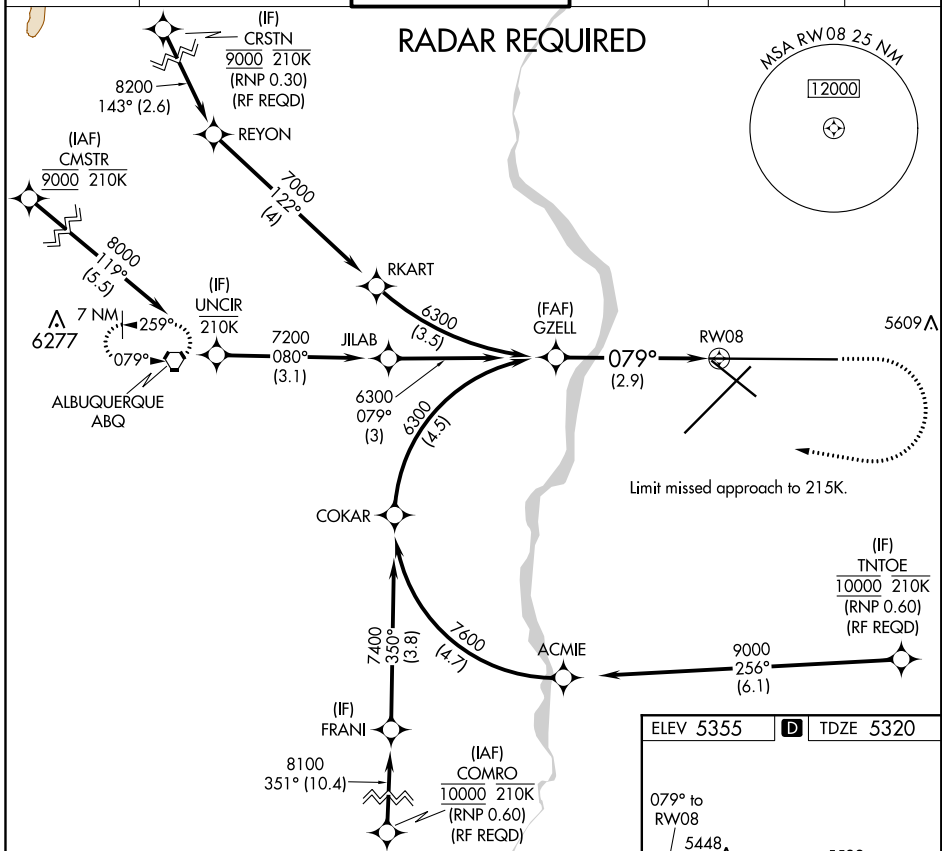 RADAR REQUIRED
MSA RW08 25 NM
12000
(IF)
CRSTN
9000 210K
(RNP 0.30)
(RF REQD)
8200
143° (2.6)
REYON
(IAF)
CMSTR
9000 210K
7000
122°
(4)
8000
119°
(5.5)
RKART
(IF)
UNCIR
210K
6277
7 NM
259°
079°
ALBUQUERQUE
ABQ
7200
080°
(3.1)
JILAB
6300
(3.5)
(FAF)
GZELL
6300
079°
(3)
079°
(2.9)
RW08
5609
6300
(4.5)
Limit missed approach to 215K.
COKAR
(IF)
TNTOE
10000 210K
(RNP 0.60)
(RF REQD)
7400
350°
(3.8)
7600
(4.7)
ACMIE
9000
256°
(6.1)
(IF)
FRANI
8100
351° (10.4)
(IAF)
COMRO
10000 210K
(RNP 0.60)
(RF REQD)
ELEV 5355 D TDZE 5320
079° to
RW08
5448